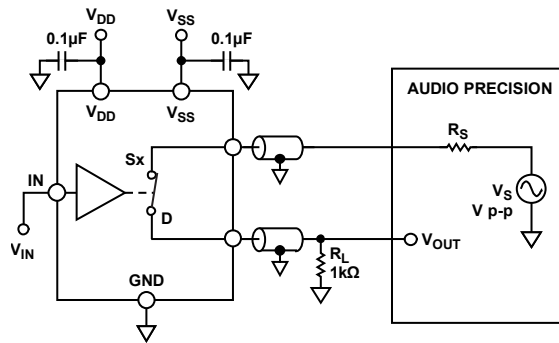 VDD
VSS
0.1µF
0.1µF
VDD
VSS
AUDIO PRECISION
RS
Sx
IN
VS
V p-p
D
VOUT
VIN
RL
1kΩ
GND